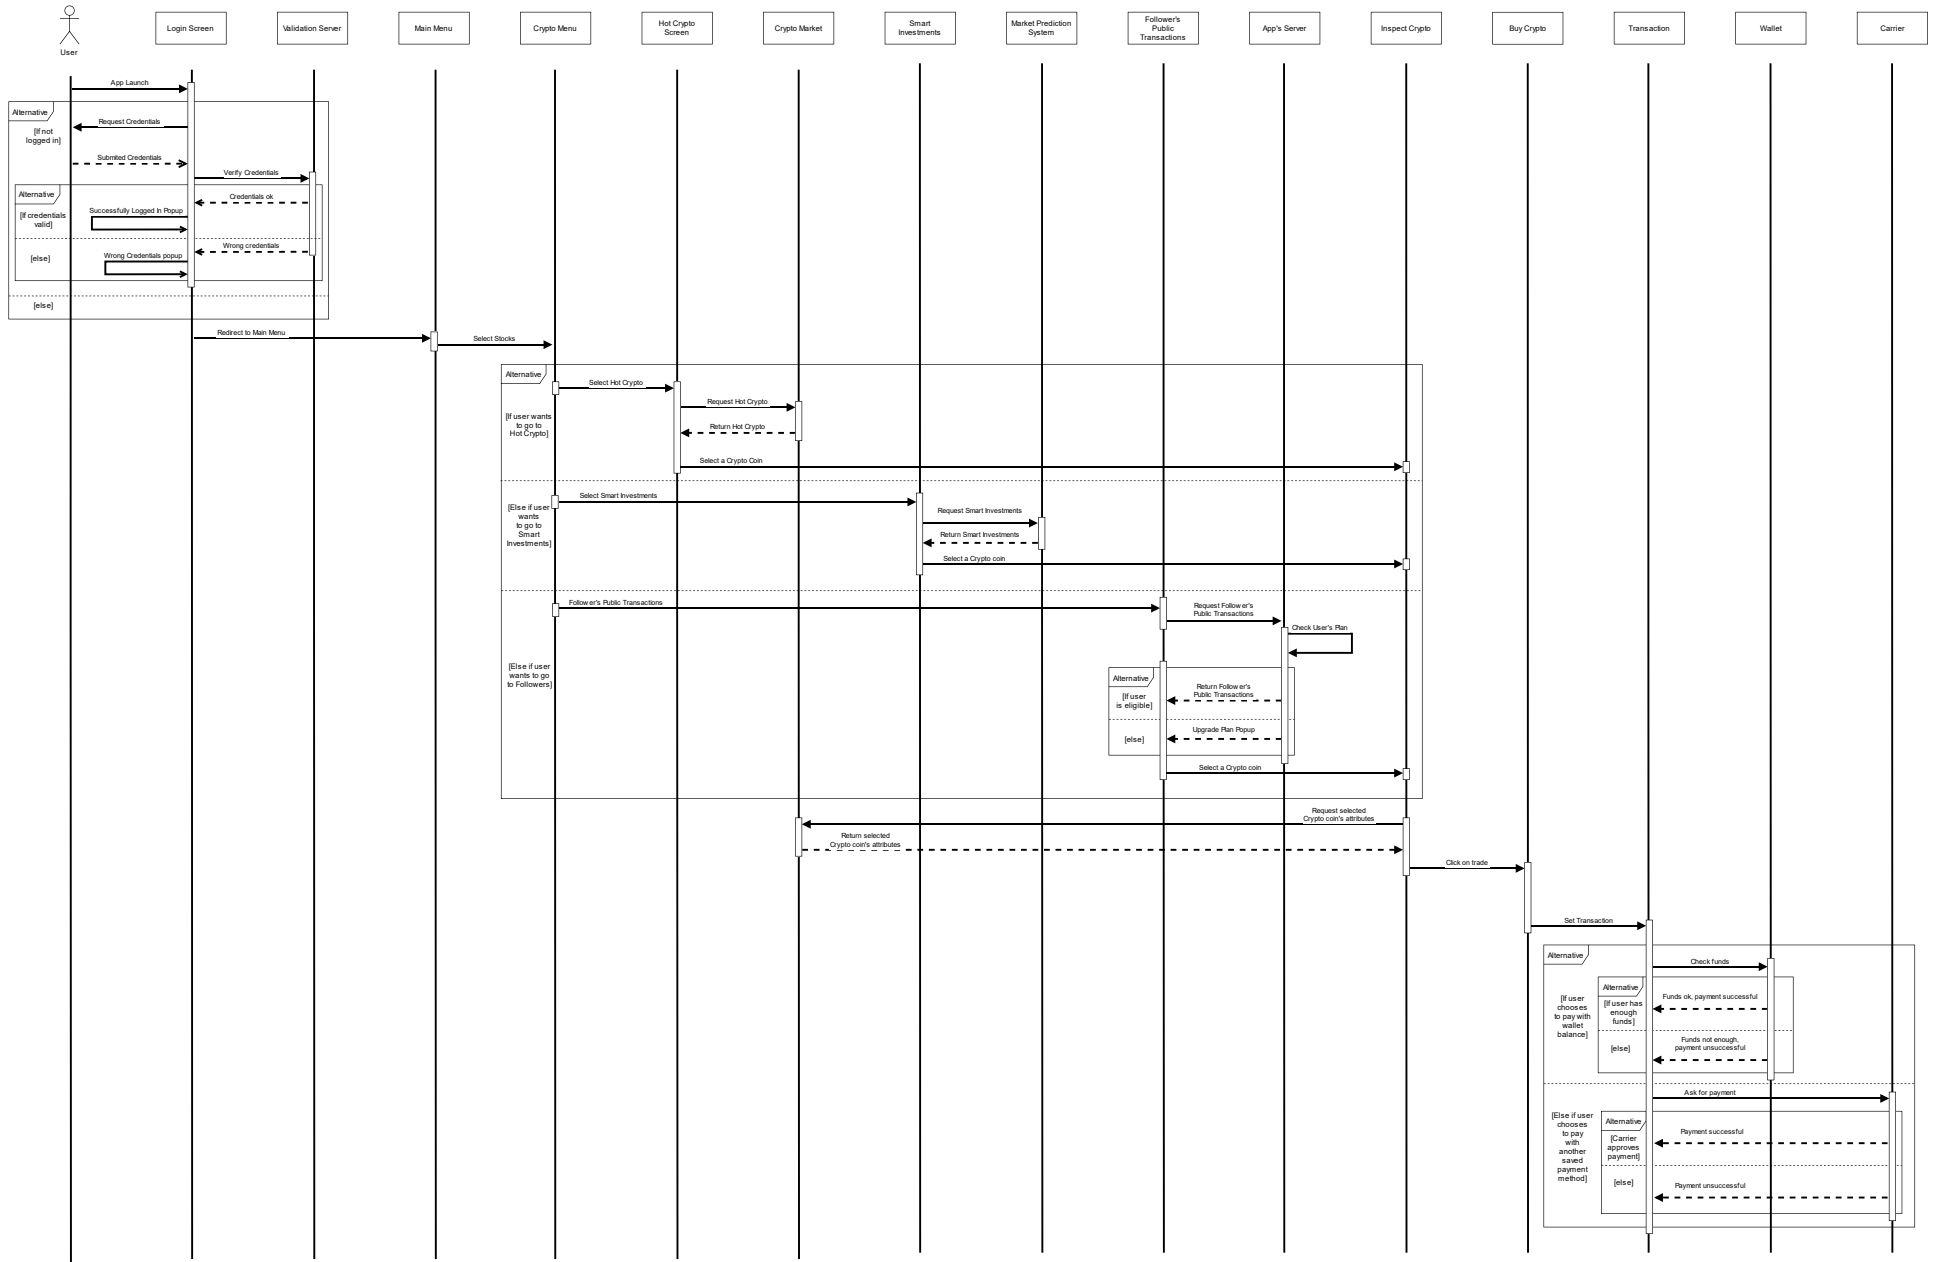 User
Login Screen
Validation Server
Main Menu
Crypto Menu
Hot Crypto
Screen
Crypto Market
Smart
Investments
Market Prediction
System
Follower's
Public
Transactions
App's Server
Inspect Crypto
Buy Crypto
Transaction
Wallet
Carrier
App Launch
Alternative
[If not
logged in]
Request Credentials
Submited Credentials
Verify Credentials
Alternative
[If credentials
valid]
Credentials ok
Successfully Logged In Popup
Wrong credentials
[else]
Wrong Credentials popup
[else]
Redirect to Main Menu
Select Stocks
Alternative
Select Hot Crypto
[If user wants
to go to
Hot Crypto]
Request Hot Crypto
Return Hot Crypto
Select a Crypto Coin
Select Smart Investments
[Else if user
wants
to go to
Smart
Investments]
Request Smart Investments
Return Smart Investments
Select a Crypto coin
Follower's Public Transactions
Request Follower's
Public Transactions
Check User's Plan
[Else if user
wants to go
to Followers]
Alternative
[If user
is eligible]
Return Follower's
Public Transactions
[else]
Upgrade Plan Popup
Select a Crypto coin
Request selected
Crypto coin's attributes
Return selected
Crypto coin's attributes
Click on trade
Set Transaction
Alternative
Check funds
[If user
chooses
to pay with
wallet
balance]
Alternative
[If user has
enough
funds]
Funds ok, payment successful
[else]
Funds not enough,
payment unsuccessful
Ask for payment
[Else if user
chooses
to pay
with
another
saved
payment
method]
Alternative
[Carrier
approves
payment]
Payment successful
[else]
Payment unsuccessful